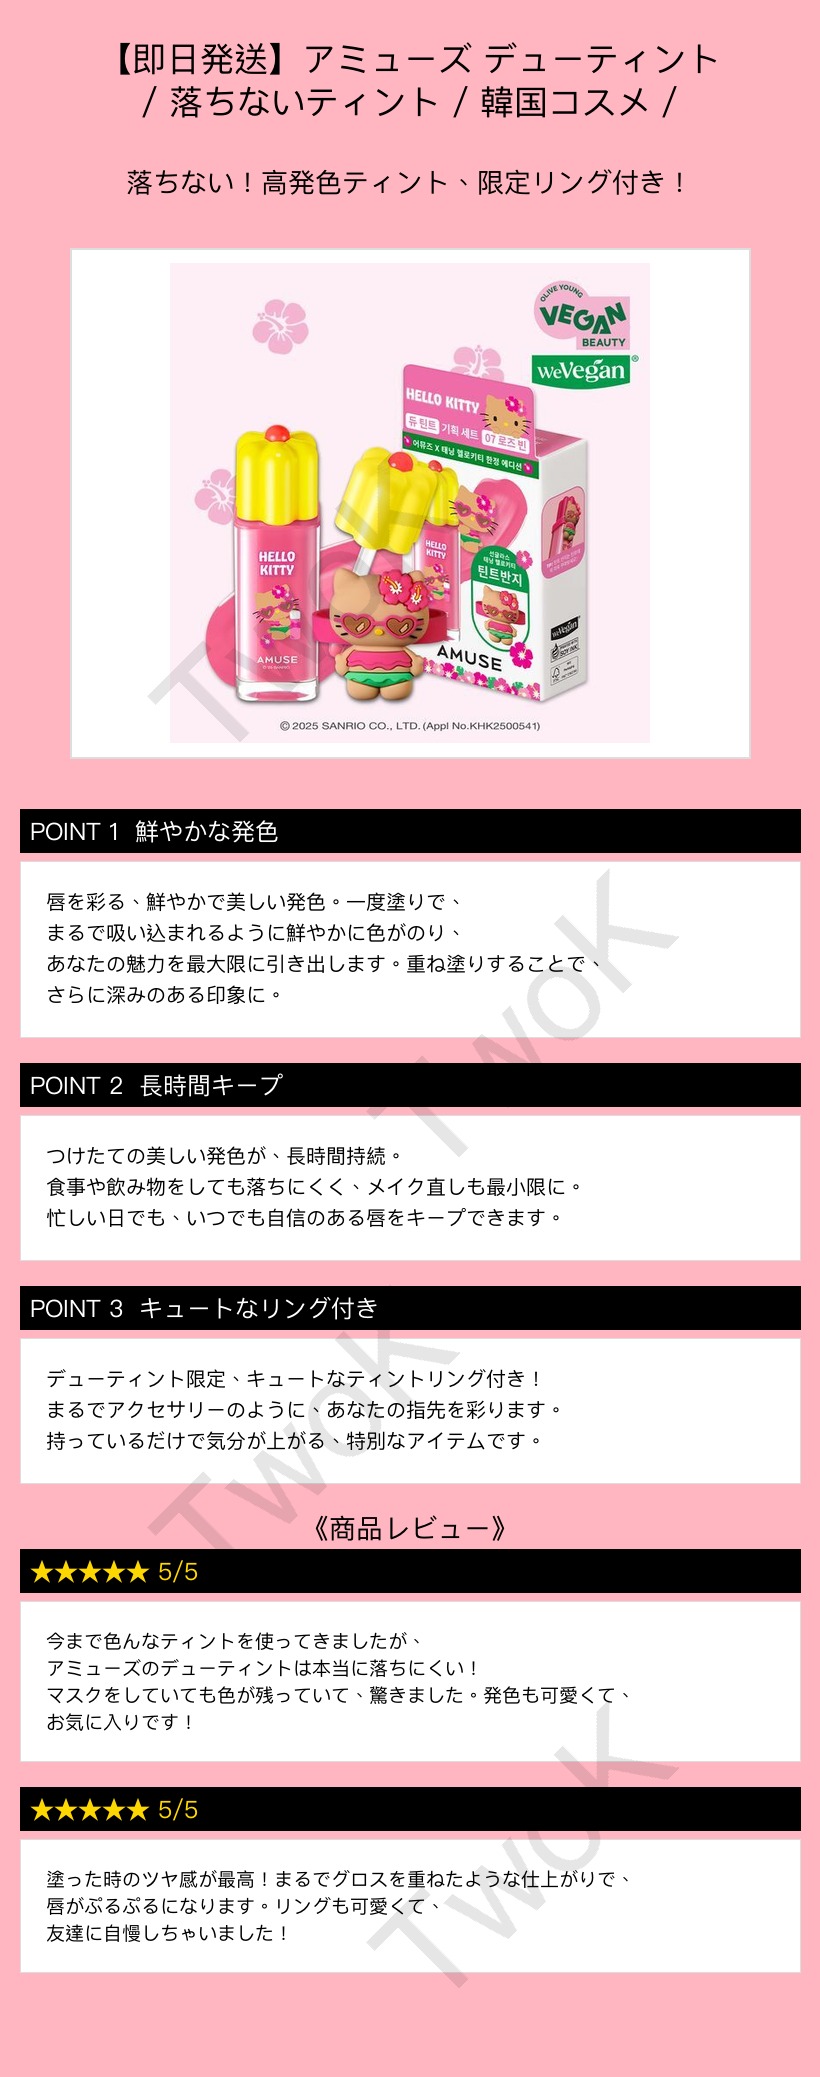 【即日発送】アミューズ デューティント
/ 落ちないティント / 韓国コスメ /
落ちない！高発色ティント、限定リング付き！
OLIVE YOUNG
VEGAN
BEAUTY
weVegan®
HELLO KITTY
듀 틴트 기획 세트 07 로즈 빈
어뮤즈 X 태닝 헬로키티 한정 에디션
HELLO
KITTY
AMUSE
HELLO
KITTY
선글라스
태닝 헬로키티
틴트반지
AMUSE
weVegan
SOY INK
© 2025 SANRIO CO., LTD. (Appl No.KHK2500541)
TwoK
POINT 1 鮮やかな発色
唇を彩る、鮮やかで美しい発色。一度塗りで、
まるで吸い込まれるように鮮やかに色がのり、
あなたの魅力を最大限に引き出します。重ね塗りすることで、
さらに深みのある印象に。
TwoK
POINT 2 長時間キープ
つけたての美しい発色が、長時間持続。
食事や飲み物をしても落ちにくく、メイク直しも最小限に。
忙しい日でも、いつでも自信のある唇をキープできます。
POINT 3 キュートなリング付き
デューティント限定、キュートなティントリング付き！
まるでアクセサリーのように、あなたの指先を彩ります。
持っているだけで気分が上がる、特別なアイテムです。
TwoK
《商品レビュー》
★★★★★ 5/5
今まで色んなティントを使ってきましたが、
アミューズのデューティントは本当に落ちにくい！
マスクをしていても色が残っていて、驚きました。発色も可愛くて、
お気に入りです！
★★★★★ 5/5
塗った時のツヤ感が最高！まるでグロスを重ねたような仕上がりで、
唇がぷるぷるになります。リングも可愛くて、
友達に自慢しちゃいました！
TwoK